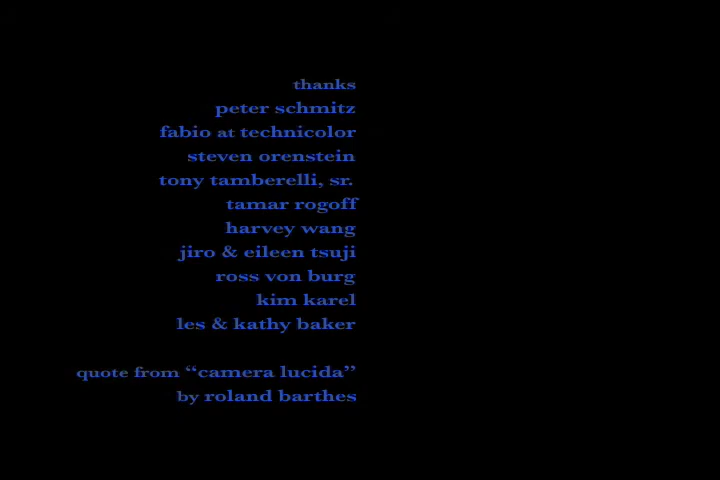 thanks
peter schmitz
fabio at technicolor
steven orenstein
tony tamberelli, sr.
tamar rogoff
harvey wang
jiro & eileen tsuji
ross von burg
kim karel
les & kathy baker
quote from “camera lucida”
by roland barthes